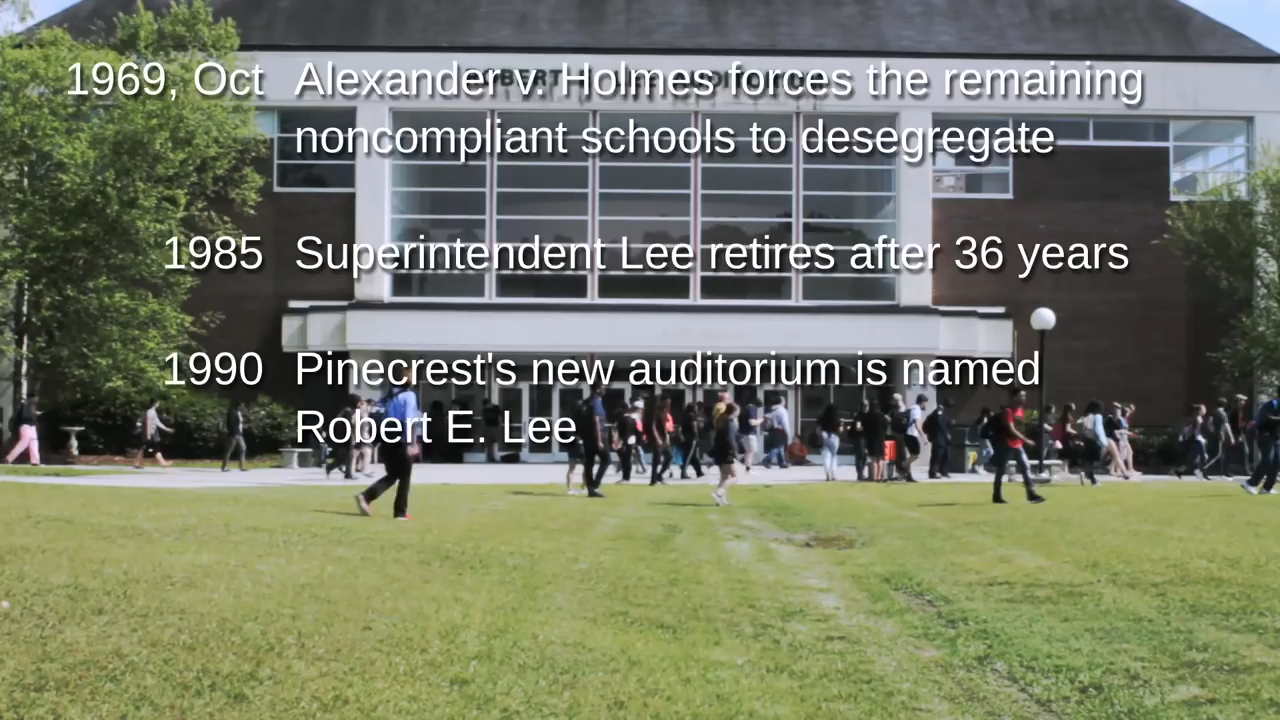 1969, Oct Alexander v. Holmes forces the remaining
noncompliant schools to desegregate
1985 Superintendent Lee retires after 36 years
1990 Pinecrest's new auditorium is named
Robert E. Lee